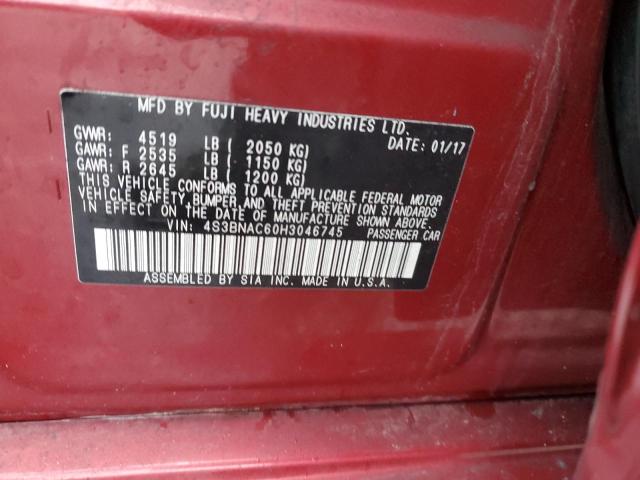 MFD BY FUJI HEAVY INDUSTRIES LTD.
GVWR: 4519 LB ( 2050 KG) DATE: 01/17
GAWR: F 2535 LB ( 1150 KG)
GAWR: R 2645 LB ( 1200 KG)
THIS VEHICLE CONFORMS TO ALL APPLICABLE FEDERAL MOTOR
VEHICLE SAFETY, BUMPER, AND THEFT PREVENTION STANDARDS
IN EFFECT ON THE DATE OF MANUFACTURE SHOWN ABOVE.
VIN: 4S3BNAC60H3046745 PASSENGER CAR
ASSEMBLED BY SIA INC. MADE IN U.S.A.